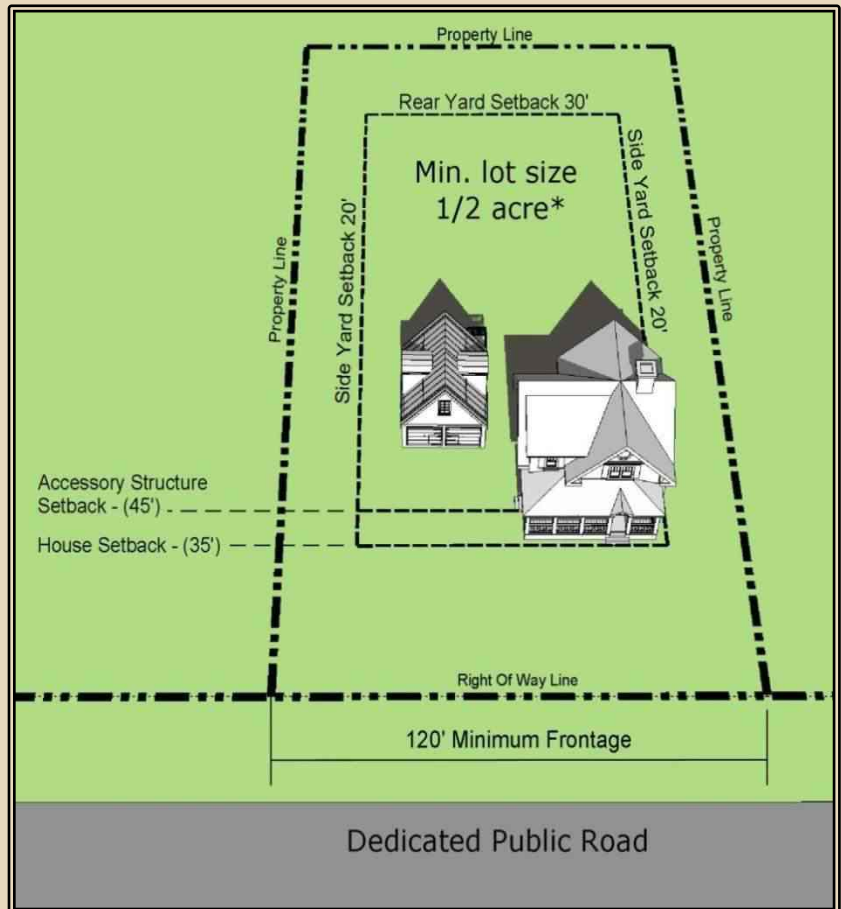 Property Line
Rear Yard Setback 30'
Min. lot size
1/2 acre*
Side Yard Setback 20'
Side Yard Setback 20'
Property Line
Property Line
Accessory Structure
Setback - (45')
House Setback - (35')
Right Of Way Line
120' Minimum Frontage
Dedicated Public Road